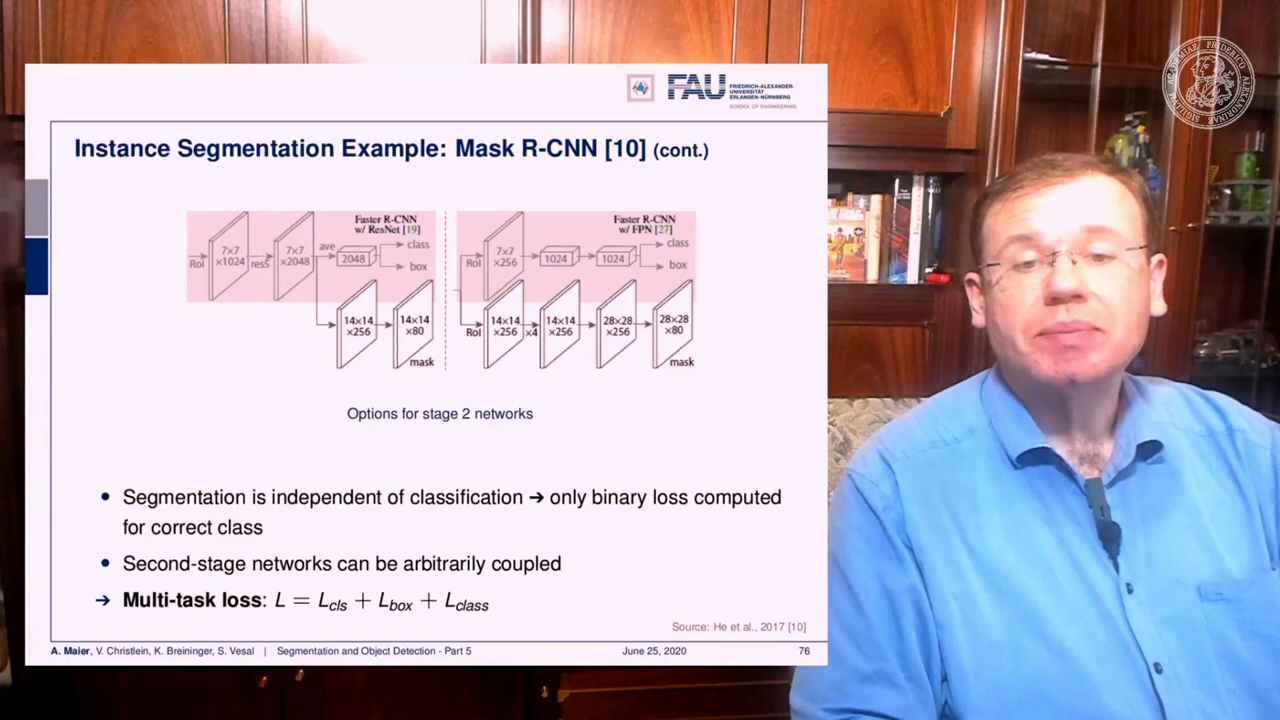 FAU
FRIEDRICH-ALEXANDER-
UNIVERSITÄT
ERLANGEN-NÜRNBERG
SCHOOL OF ENGINEERING
Instance Segmentation Example: Mask R-CNN [10] (cont.)
Faster R-CNN
w/ ResNet [19]
RoI
7×7
×1024
res5
7×7
×2048
ave
2048
class
box
14×14
×256
14×14
×80
mask
Faster R-CNN
w/ FPN [27]
RoI
7×7
×256
1024
1024
class
box
RoI
14×14
×256
×4
14×14
×256
28×28
×256
28×28
×80
mask
Options for stage 2 networks
• Segmentation is independent of classification → only binary loss computed
for correct class
• Second-stage networks can be arbitrarily coupled
→ Multi-task loss: L = Lcls + Lbox + Lclass
Source: He et al., 2017 [10]
A. Maier, V. Christlein, K. Breininger, S. Vesal | Segmentation and Object Detection - Part 5 June 25, 2020 76